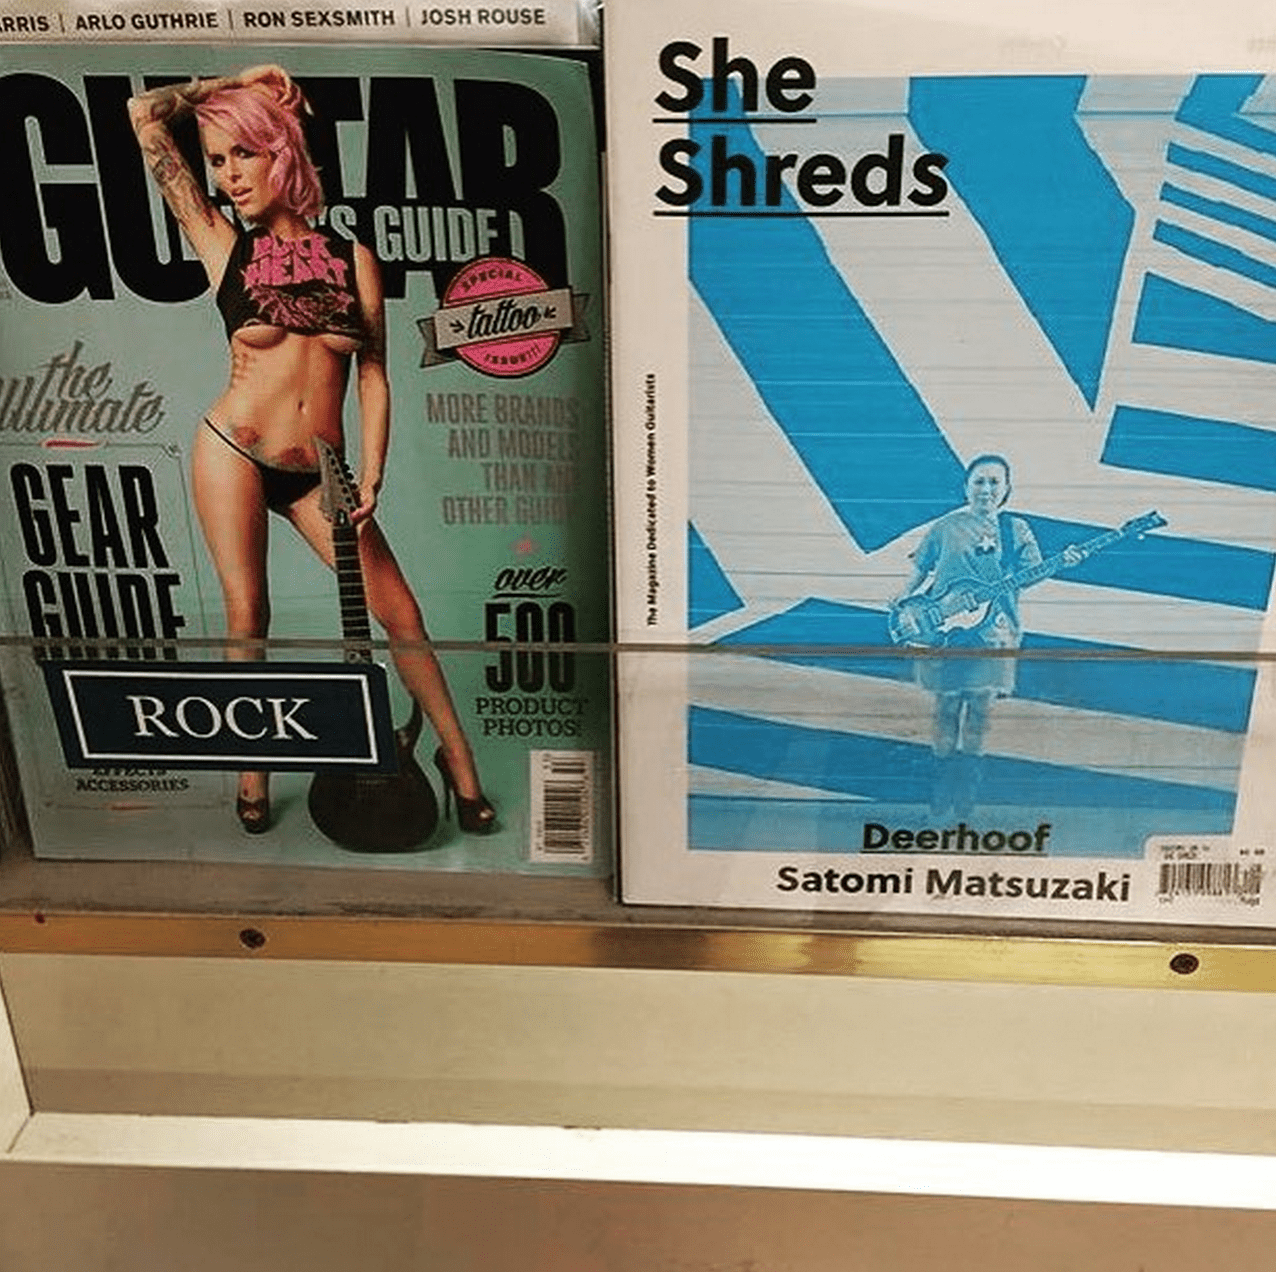 ARLO GUTHRIE | RON SEXSMITH | JOSH ROUSE
GUITAR
'S GUIDE
ROCK
HEART
SPECIAL
tattoo
ISSUE!!!
the
Ultimate
GEAR
GUIDE
MORE BRANDS
AND MODELS
THAN
OTHER
over
500
PRODUCT
PHOTOS!
ROCK
ACCESSORIES
She
Shreds
The Magazine Dedicated to Women Guitarists
Deerhoof
Satomi Matsuzaki